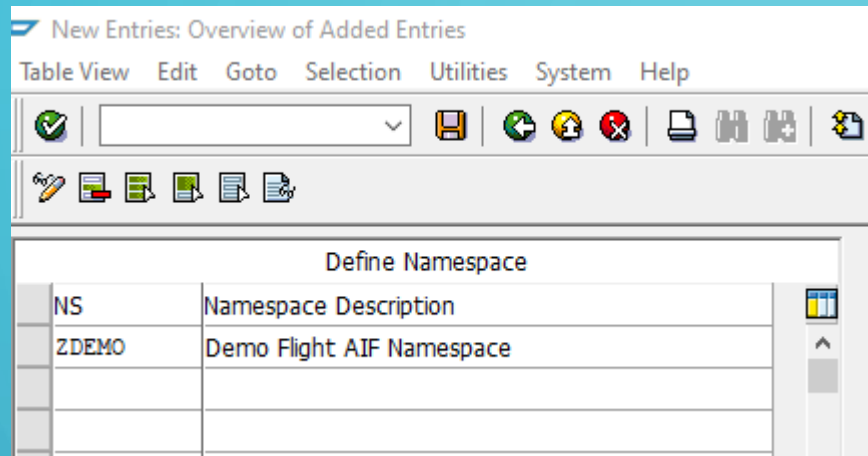 New Entries: Overview of Added Entries
Table View Edit Goto Selection Utilities System Help
Define Namespace
NS Namespace Description
ZDEMO Demo Flight AIF Namespace